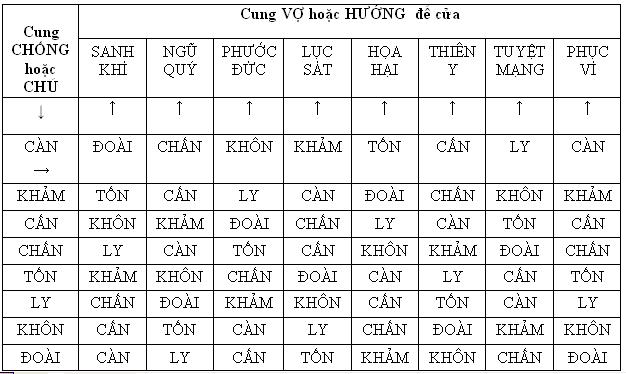 Cung CHỒNG hoặc CHỦ
Cung VỢ hoặc HƯỚNG để cửa
SANH KHÍ NGŨ QUỶ PHƯỚC ĐỨC LỤC SÁT HỌA HẠI THIÊN Y TUYỆT MẠNG PHỤC VÌ
↓ ↑ ↑ ↑ ↑ ↑ ↑ ↑ ↑
CÀN → ĐOÀI CHẤN KHÔN KHẢM TỐN CẤN LY CÀN
KHẢM TỐN CẤN LY CÀN ĐOÀI CHẤN KHÔN KHẢM
CẤN KHÔN KHẢM ĐOÀI CHẤN LY CÀN TỐN CẤN
CHẤN LY CÀN TỐN CẤN KHÔN KHẢM ĐOÀI CHẤN
TỐN KHẢM KHÔN CHẤN ĐOÀI CÀN LY CẤN TỐN
LY CHẤN ĐOÀI KHẢM KHÔN CẤN TỐN CÀN LY
KHÔN CẤN TỐN CÀN LY CHẤN ĐOÀI KHẢM KHÔN
ĐOÀI CÀN LY CẤN TỐN KHẢM KHÔN CHẤN ĐOÀI